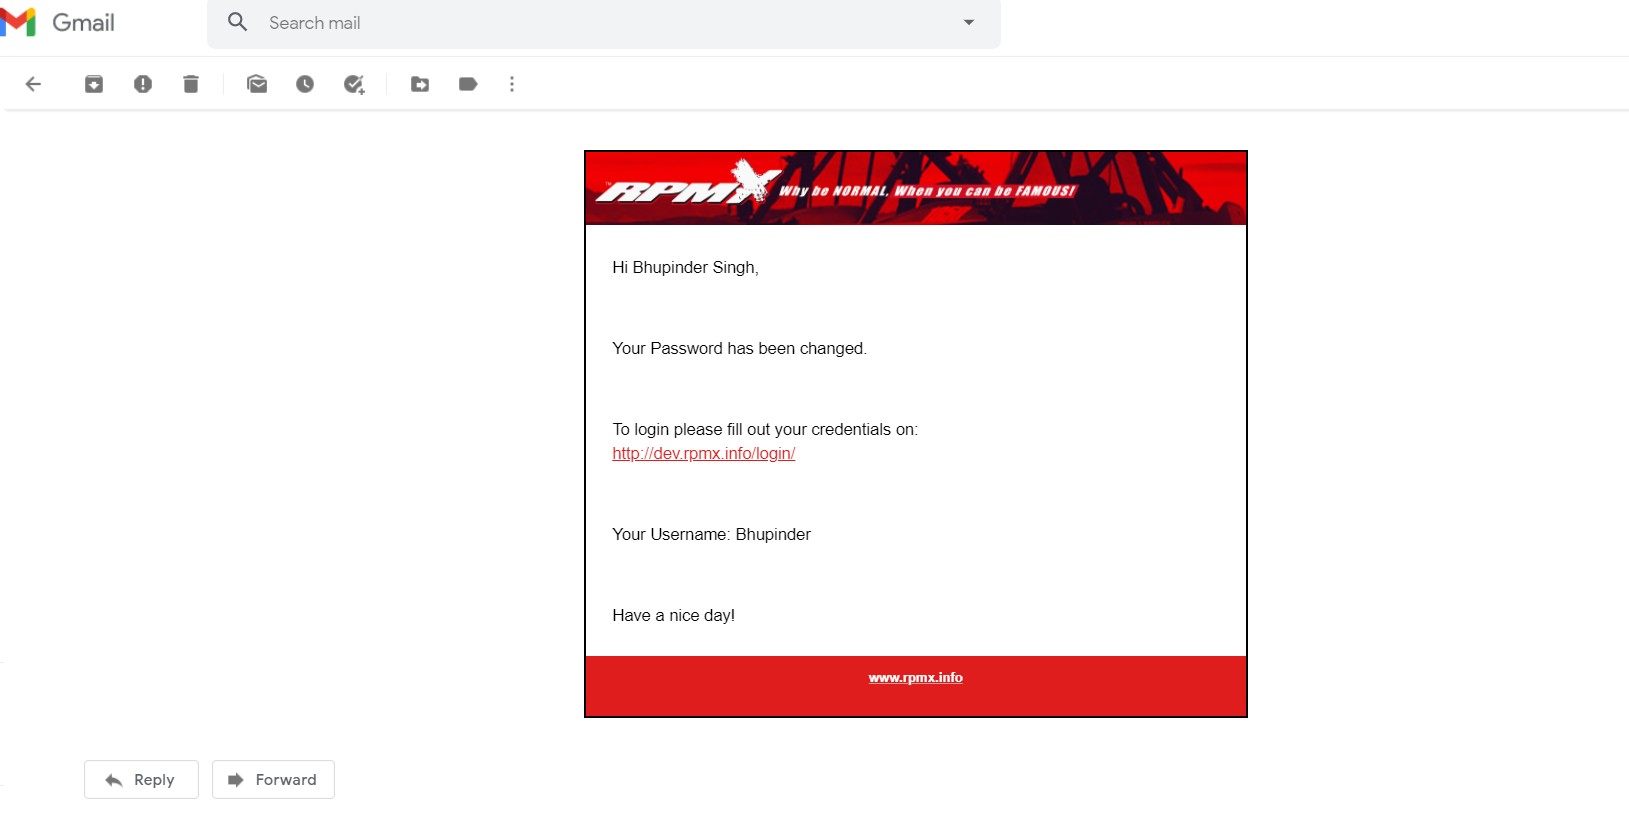 Gmail
Search mail
RPMX Why be NORMAL, When you can be FAMOUS!
Hi Bhupinder Singh,
Your Password has been changed.
To login please fill out your credentials on:
http://dev.rpmx.info/login/
Your Username: Bhupinder
Have a nice day!
www.rpmx.info
Reply
Forward